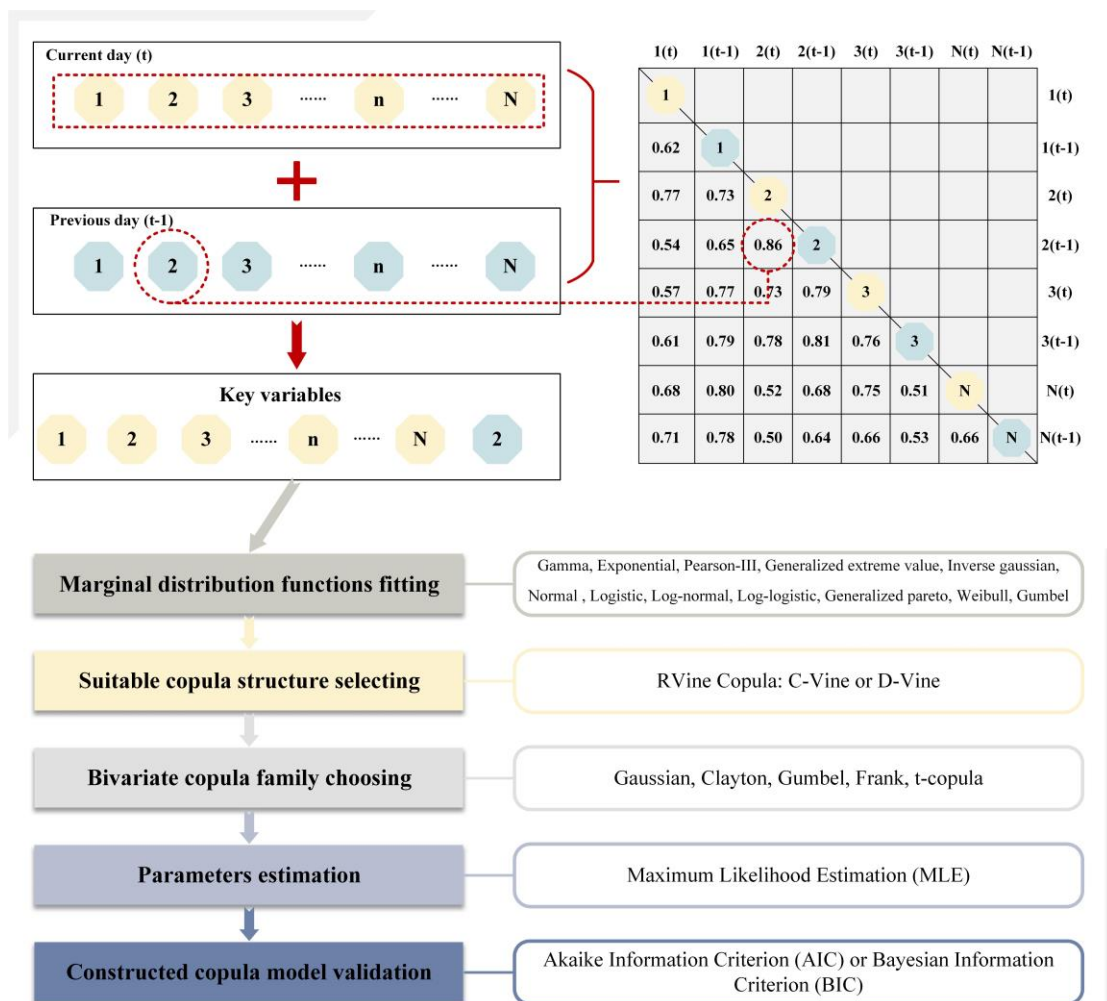 Current day (t)
1 2 3 ...... n ...... N
Previous day (t-1)
1 2 3 ...... n ...... N
Key variables
1 2 3 ...... n ...... N 2
1(t) 1(t-1) 2(t) 2(t-1) 3(t) 3(t-1) N(t) N(t-1)
1 1(t)
0.62 1 1(t-1)
0.77 0.73 2 2(t)
0.54 0.65 0.86 2 2(t-1)
0.57 0.77 0.73 0.79 3 3(t)
0.61 0.79 0.78 0.81 0.76 3 3(t-1)
0.68 0.80 0.52 0.68 0.75 0.51 N N(t)
0.71 0.78 0.50 0.64 0.66 0.53 0.66 N N(t-1)
Marginal distribution functions fitting
Gamma, Exponential, Pearson-III, Generalized extreme value, Inverse gaussian,
Normal , Logistic, Log-normal, Log-logistic, Generalized pareto, Weibull, Gumbel
Suitable copula structure selecting
RVine Copula: C-Vine or D-Vine
Bivariate copula family choosing
Gaussian, Clayton, Gumbel, Frank, t-copula
Parameters estimation
Maximum Likelihood Estimation (MLE)
Constructed copula model validation
Akaike Information Criterion (AIC) or Bayesian Information
Criterion (BIC)